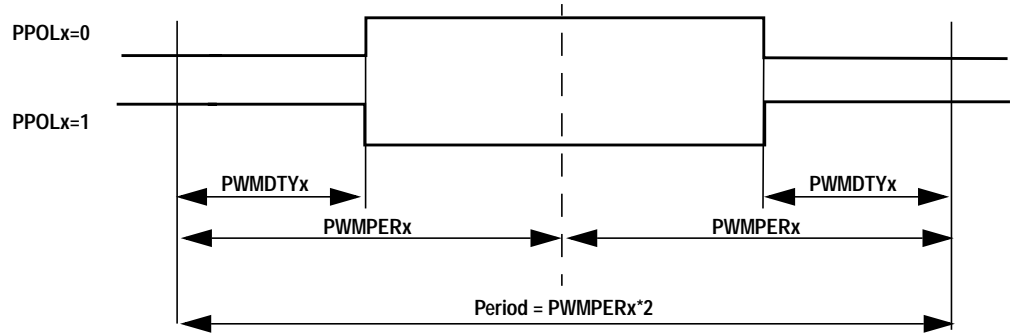 PPOLx=0
PPOLx=1
PWMDTYx
PWMDTYx
PWMPERx
PWMPERx
Period = PWMPERx*2